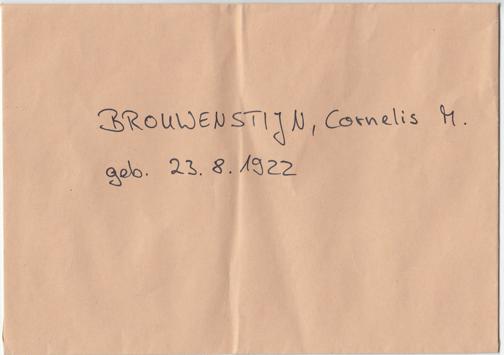 BROUWENSTIJN, Cornelis M.
geb. 23.8.1922